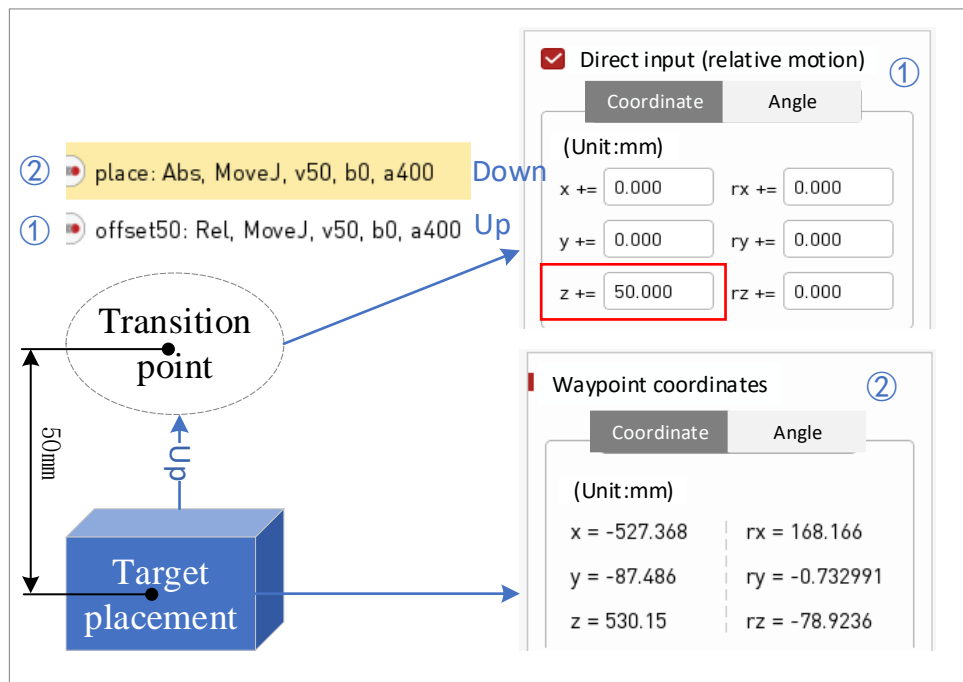 ② place: Abs, MoveJ, v50, b0, a400 Down
① offset50: Rel, MoveJ, v50, b0, a400 Up
Transition
point
50mm
Up
Target
placement
Direct input (relative motion) ①
Coordinate Angle
(Unit:mm)
x += 0.000 rx += 0.000
y += 0.000 ry += 0.000
z += 50.000 rz += 0.000
Waypoint coordinates ②
Coordinate Angle
(Unit:mm)
x = -527.368 rx = 168.166
y = -87.486 ry = -0.732991
z = 530.15 rz = -78.9236